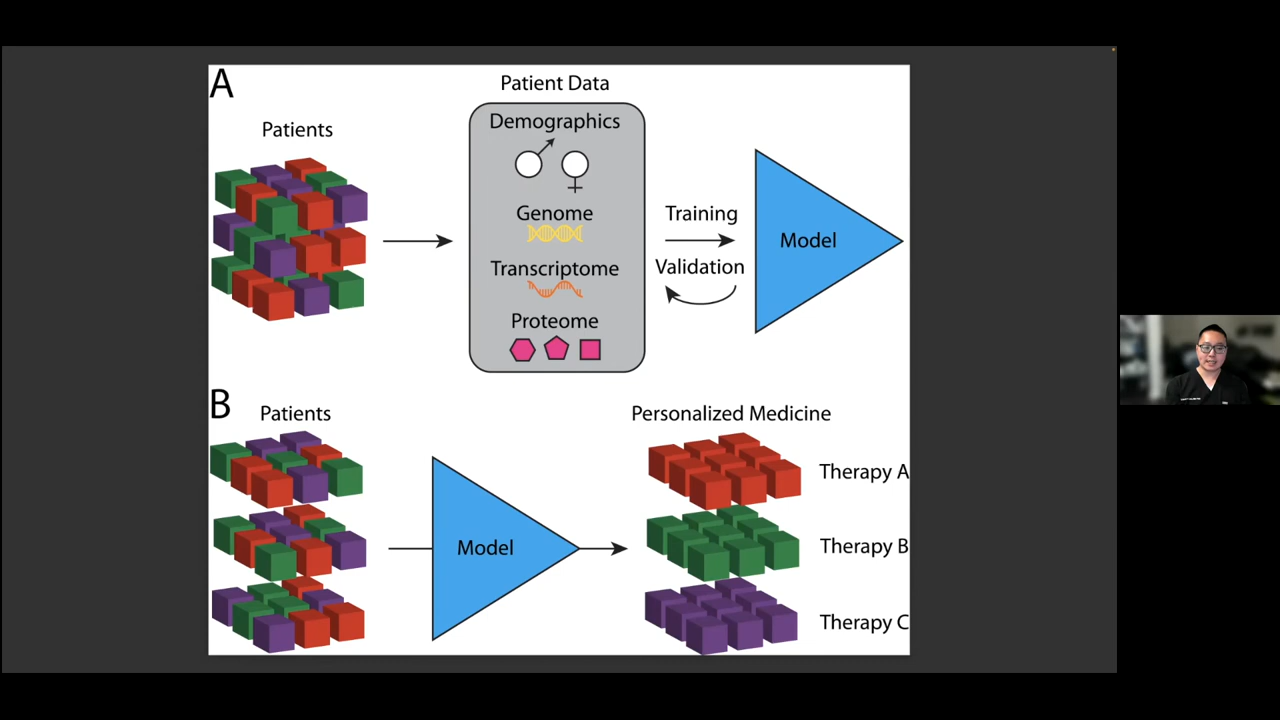 A
Patient Data
Patients
Demographics
Genome
Transcriptome
Proteome
Training
Validation
Model
B
Patients
Model
Personalized Medicine
Therapy A
Therapy B
Therapy C